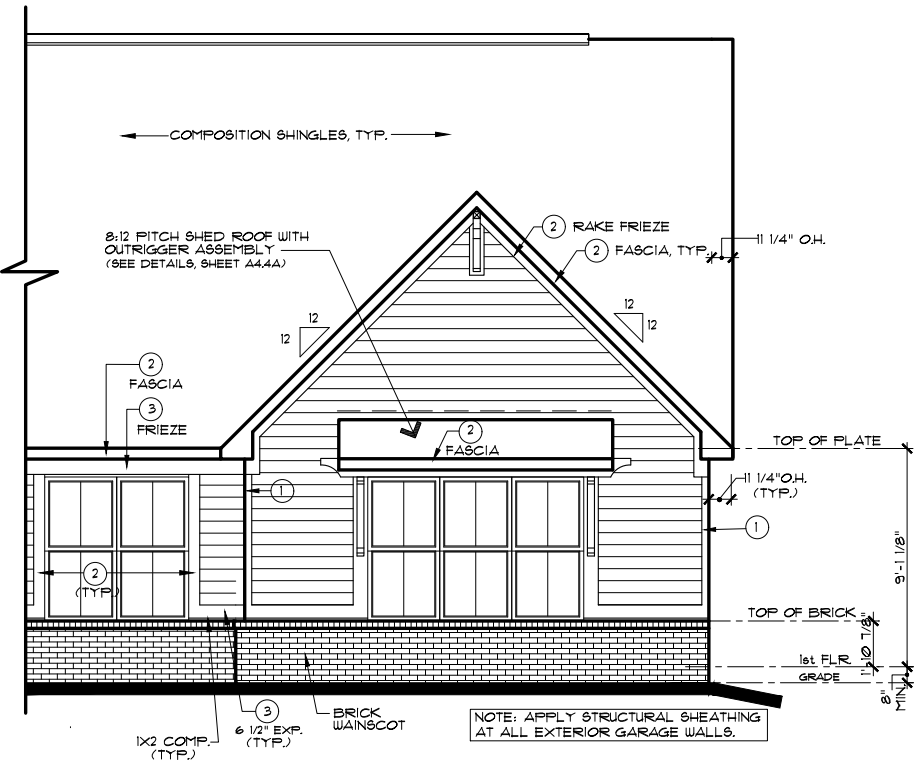 COMPOSITION SHINGLES, TYP.
8:12 PITCH SHED ROOF WITH
OUTRIGGER ASSEMBLY
(SEE DETAILS, SHEET A4.4A)
2 RAKE FRIEZE
2 FASCIA, TYP.
11 1/4" O.H.
12
12
12
12
2
FASCIA
3
FRIEZE
2
FASCIA
TOP OF PLATE
11 1/4"O.H.
(TYP.)
1
1
2
(TYP.)
9'-1 1/8"
TOP OF BRICK
1'-10 7/8"
1st FLR.
GRADE
8"
MIN.
3
6 1/2" EXP.
(TYP.)
BRICK
WAINSCOT
1X2 COMP.
(TYP.)
NOTE: APPLY STRUCTURAL SHEATHING
AT ALL EXTERIOR GARAGE WALLS.